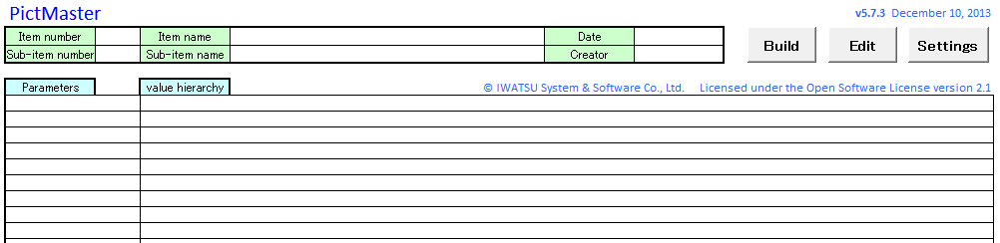 PictMaster
v5.7.3 December 10, 2013
Item number Item name Date
Sub-item number Sub-item name Creator
Build Edit Settings
Parameters value hierarchy
© IWATSU System & Software Co., Ltd. Licensed under the Open Software License version 2.1